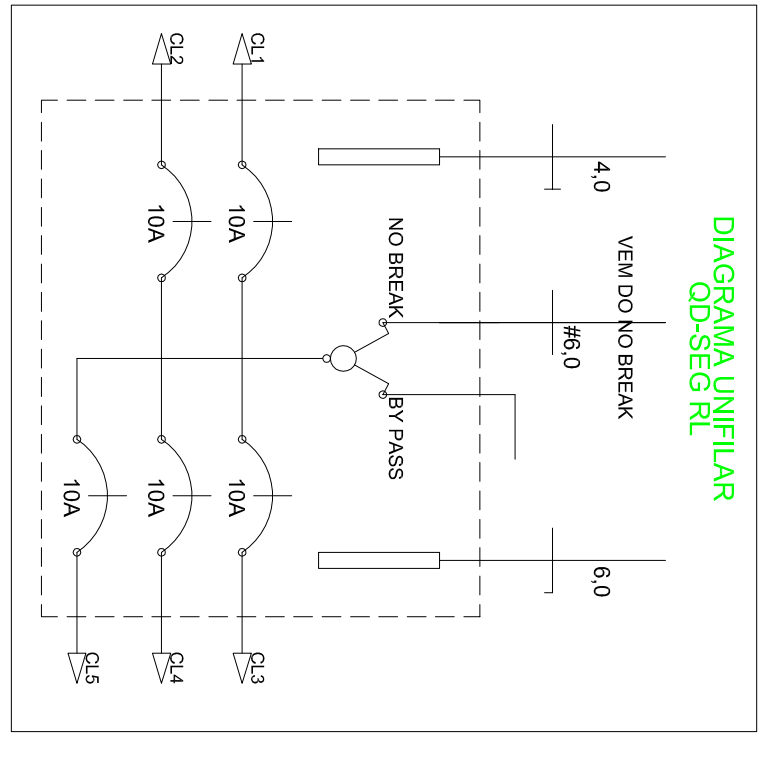 DIAGRAMA UNIFILAR
QD-SEG RL
VEM DO NO BREAK
4,0
#6,0
6,0
NO BREAK
BY PASS
CL1
10A
10A
CL3
CL2
10A
10A
CL4
10A
CL5